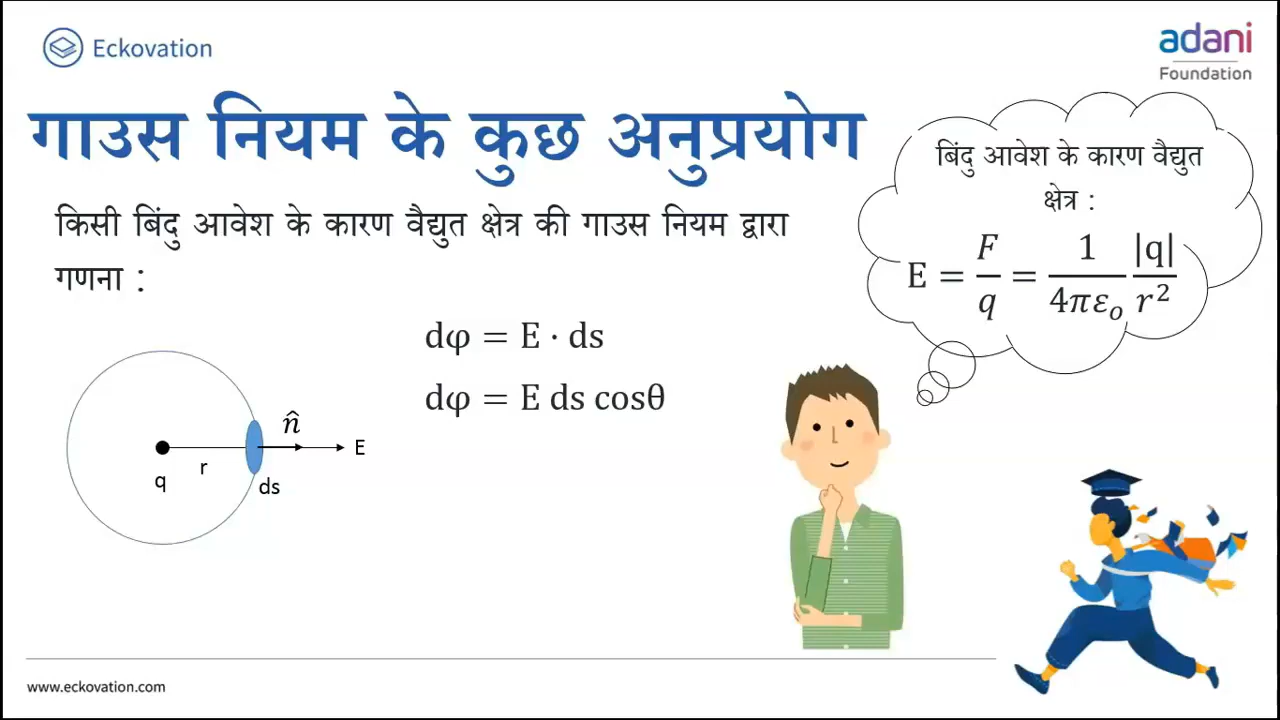 Eckovation
adani
Foundation
गाउस नियम के कुछ अनुप्रयोग
किसी बिंदु आवेश के कारण वैद्युत क्षेत्र की गाउस नियम द्वारा
गणना :
बिंदु आवेश के कारण वैद्युत
क्षेत्र :
E = F/q = 1/4πε₀ |q|/r²
dφ = E · ds
dφ = E ds cosθ
n̂
E
r
q
ds
www.eckovation.com